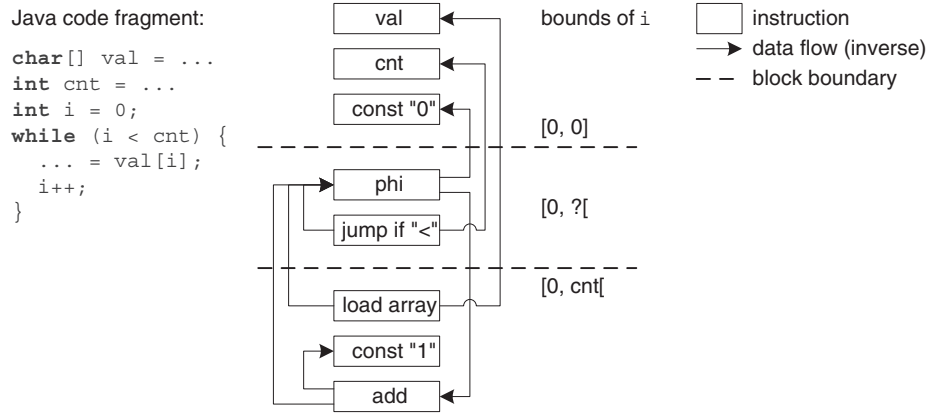 Java code fragment:
char[] val = ...
int cnt = ...
int i = 0;
while (i < cnt) {
  ... = val[i];
  i++;
}
val
cnt
const "0"
phi
jump if "<"
load array
const "1"
add
bounds of i
[0, 0]
[0, ?[
[0, cnt[
instruction
data flow (inverse)
block boundary